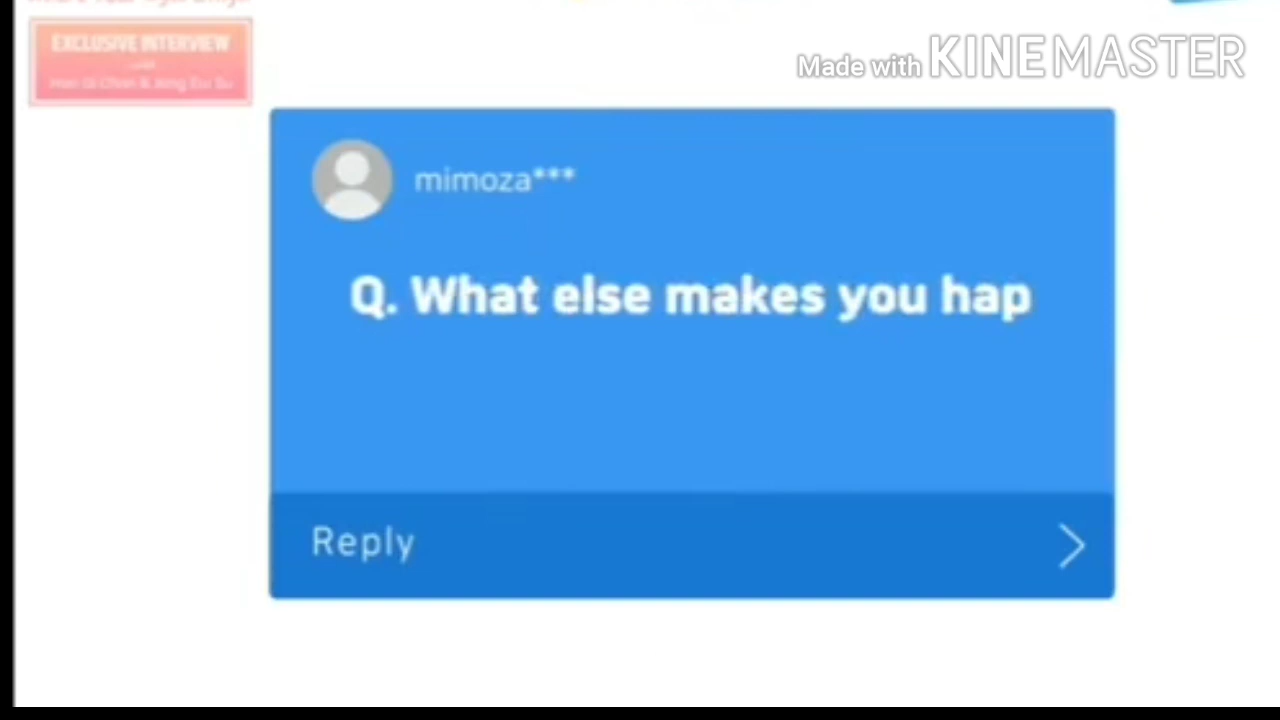 EXCLUSIVE INTERVIEW
Made with KINEMASTER
mimoza***
Q. What else makes you hap
Reply